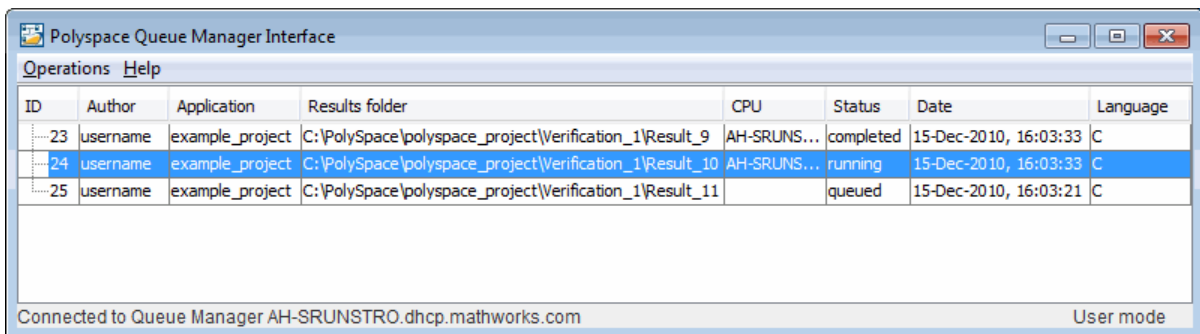 Polyspace Queue Manager Interface
Operations Help
ID Author Application Results folder CPU Status Date Language
23 username example_project C:\PolySpace\polyspace_project\Verification_1\Result_9 AH-SRUNS... completed 15-Dec-2010, 16:03:33 C
24 username example_project C:\PolySpace\polyspace_project\Verification_1\Result_10 AH-SRUNS... running 15-Dec-2010, 16:03:33 C
25 username example_project C:\PolySpace\polyspace_project\Verification_1\Result_11 queued 15-Dec-2010, 16:03:21 C
Connected to Queue Manager AH-SRUNSTRO.dhcp.mathworks.com User mode